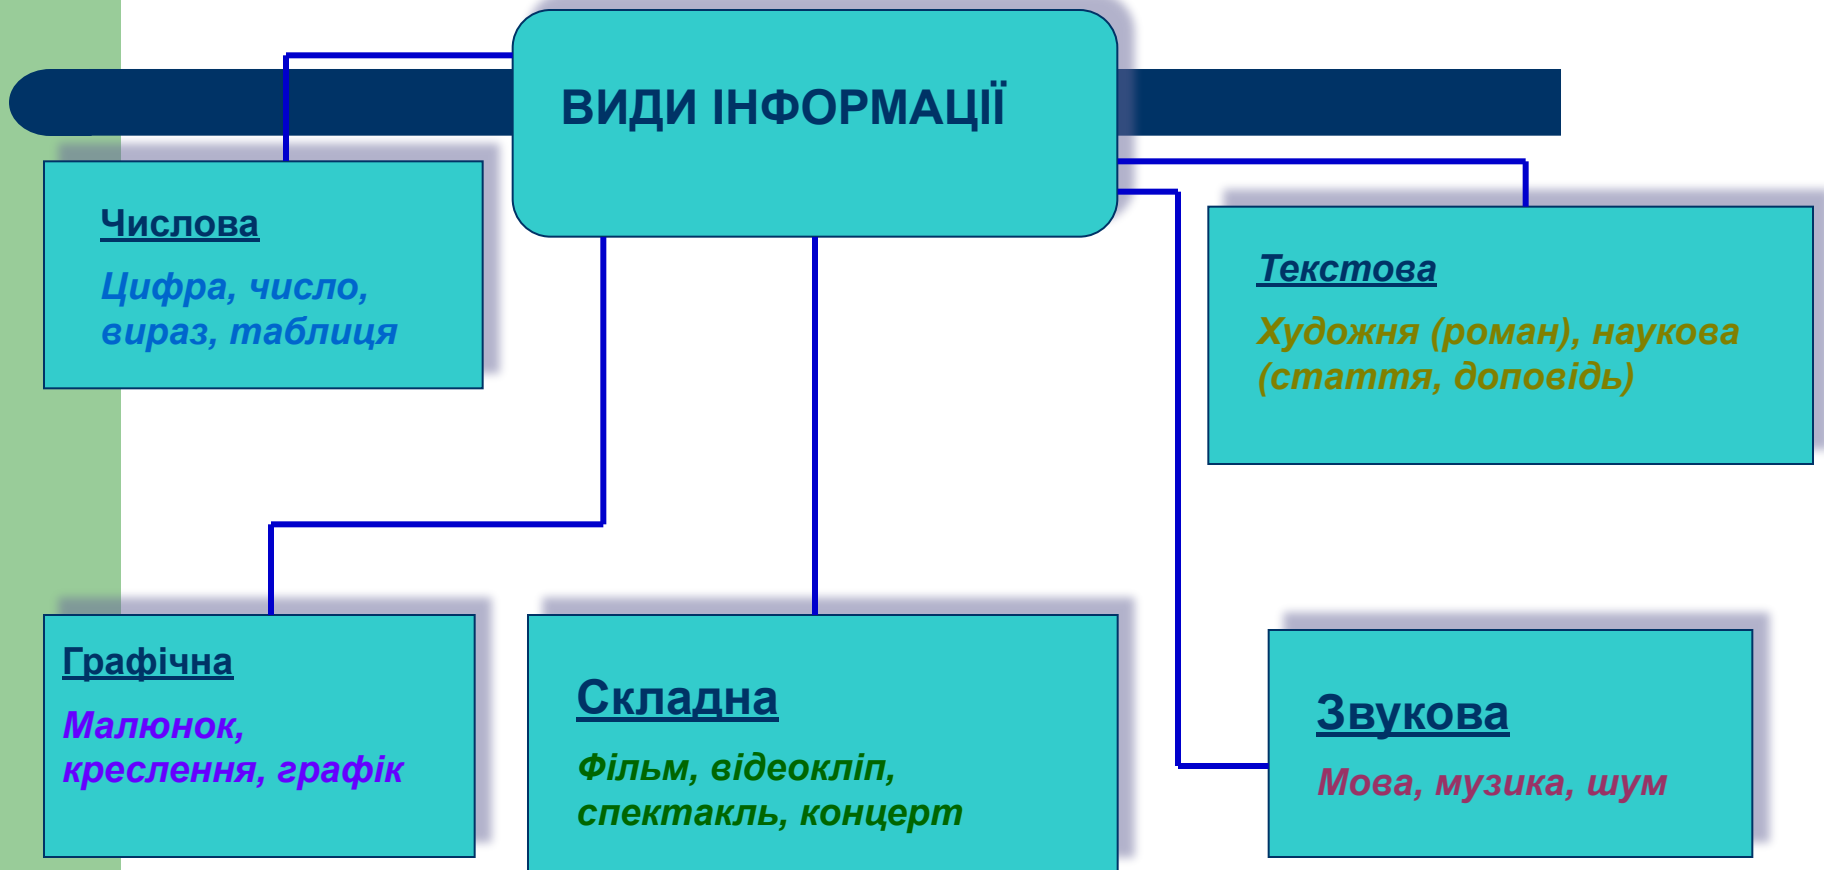 ВИДИ ІНФОРМАЦІЇ
Числова
Цифра, число,
вираз, таблиця
Текстова
Художня (роман), наукова
(стаття, доповідь)
Графічна
Малюнок,
креслення, графік
Складна
Фільм, відеокліп,
спектакль, концерт
Звукова
Мова, музика, шум